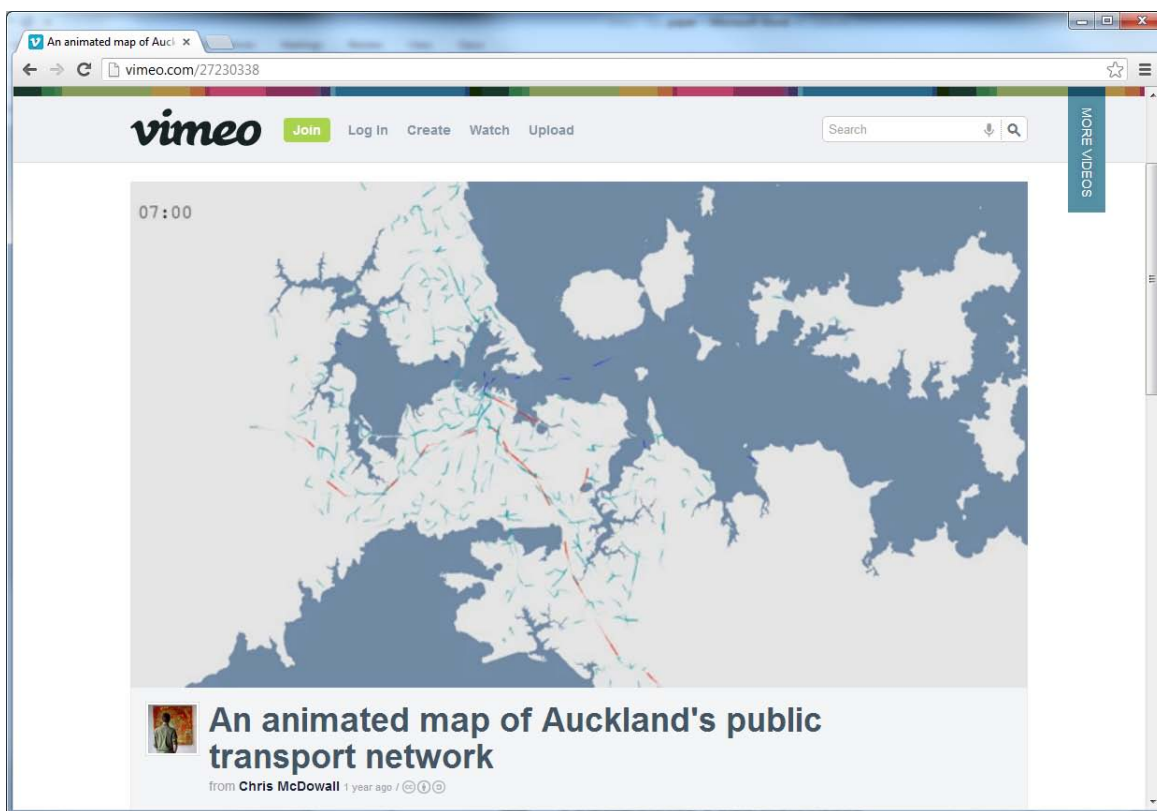 An animated map of Auc
vimeo.com/27230338
vimeo
Join
Log In
Create
Watch
Upload
Search
MORE VIDEOS
07:00
An animated map of Auckland's public
transport network
from Chris McDowall 1 year ago /